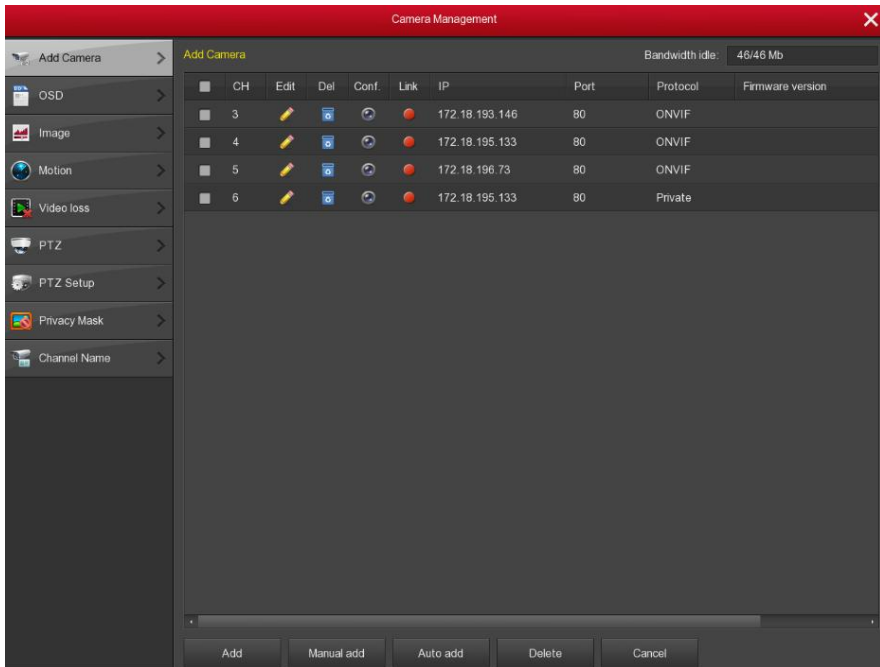 Camera Management
Add Camera
OSD
Image
Motion
Video loss
PTZ
PTZ Setup
Privacy Mask
Channel Name
Add Camera
Bandwidth idle: 46/46 Mb
CH Edit Del Conf. Link IP Port Protocol Firmware version
3 172.18.193.146 80 ONVIF
4 172.18.195.133 80 ONVIF
5 172.18.196.73 80 ONVIF
6 172.18.195.133 80 Private
Add Manual add Auto add Delete Cancel